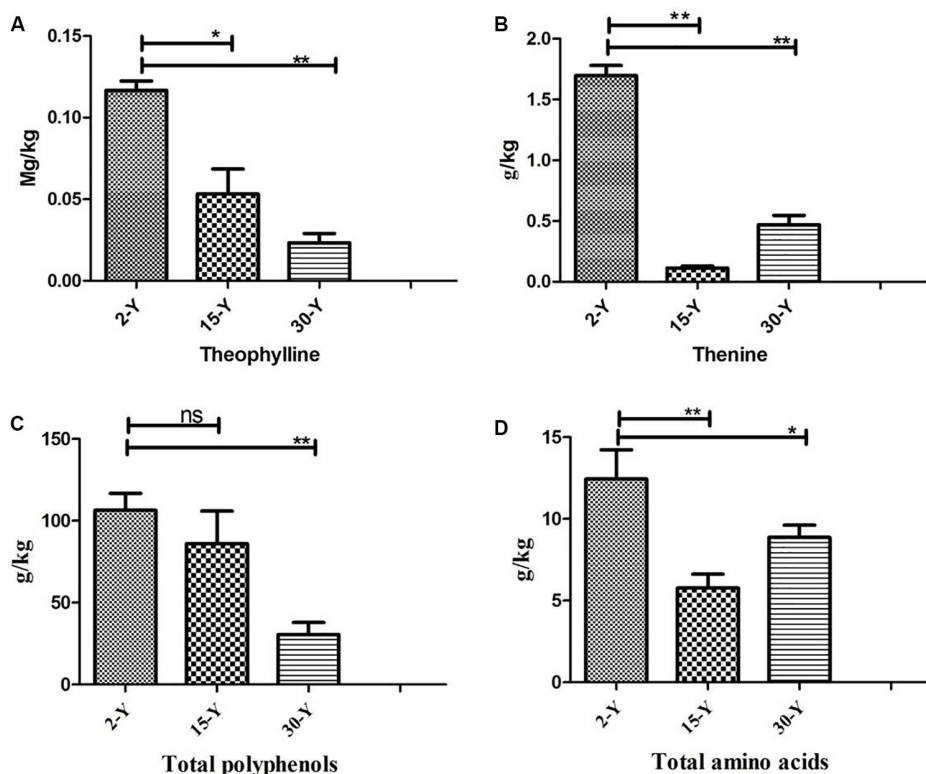 A
0.15
0.10
0.05
0.00
Mg/kg
*
**
2-Y
15-Y
30-Y
Theophylline
B
2.0
1.5
1.0
0.5
0.0
g/kg
**
**
2-Y
15-Y
30-Y
Thenine
C
150
100
50
0
g/kg
ns
**
2-Y
15-Y
30-Y
Total polyphenols
D
15
10
5
0
g/kg
**
*
2-Y
15-Y
30-Y
Total amino acids